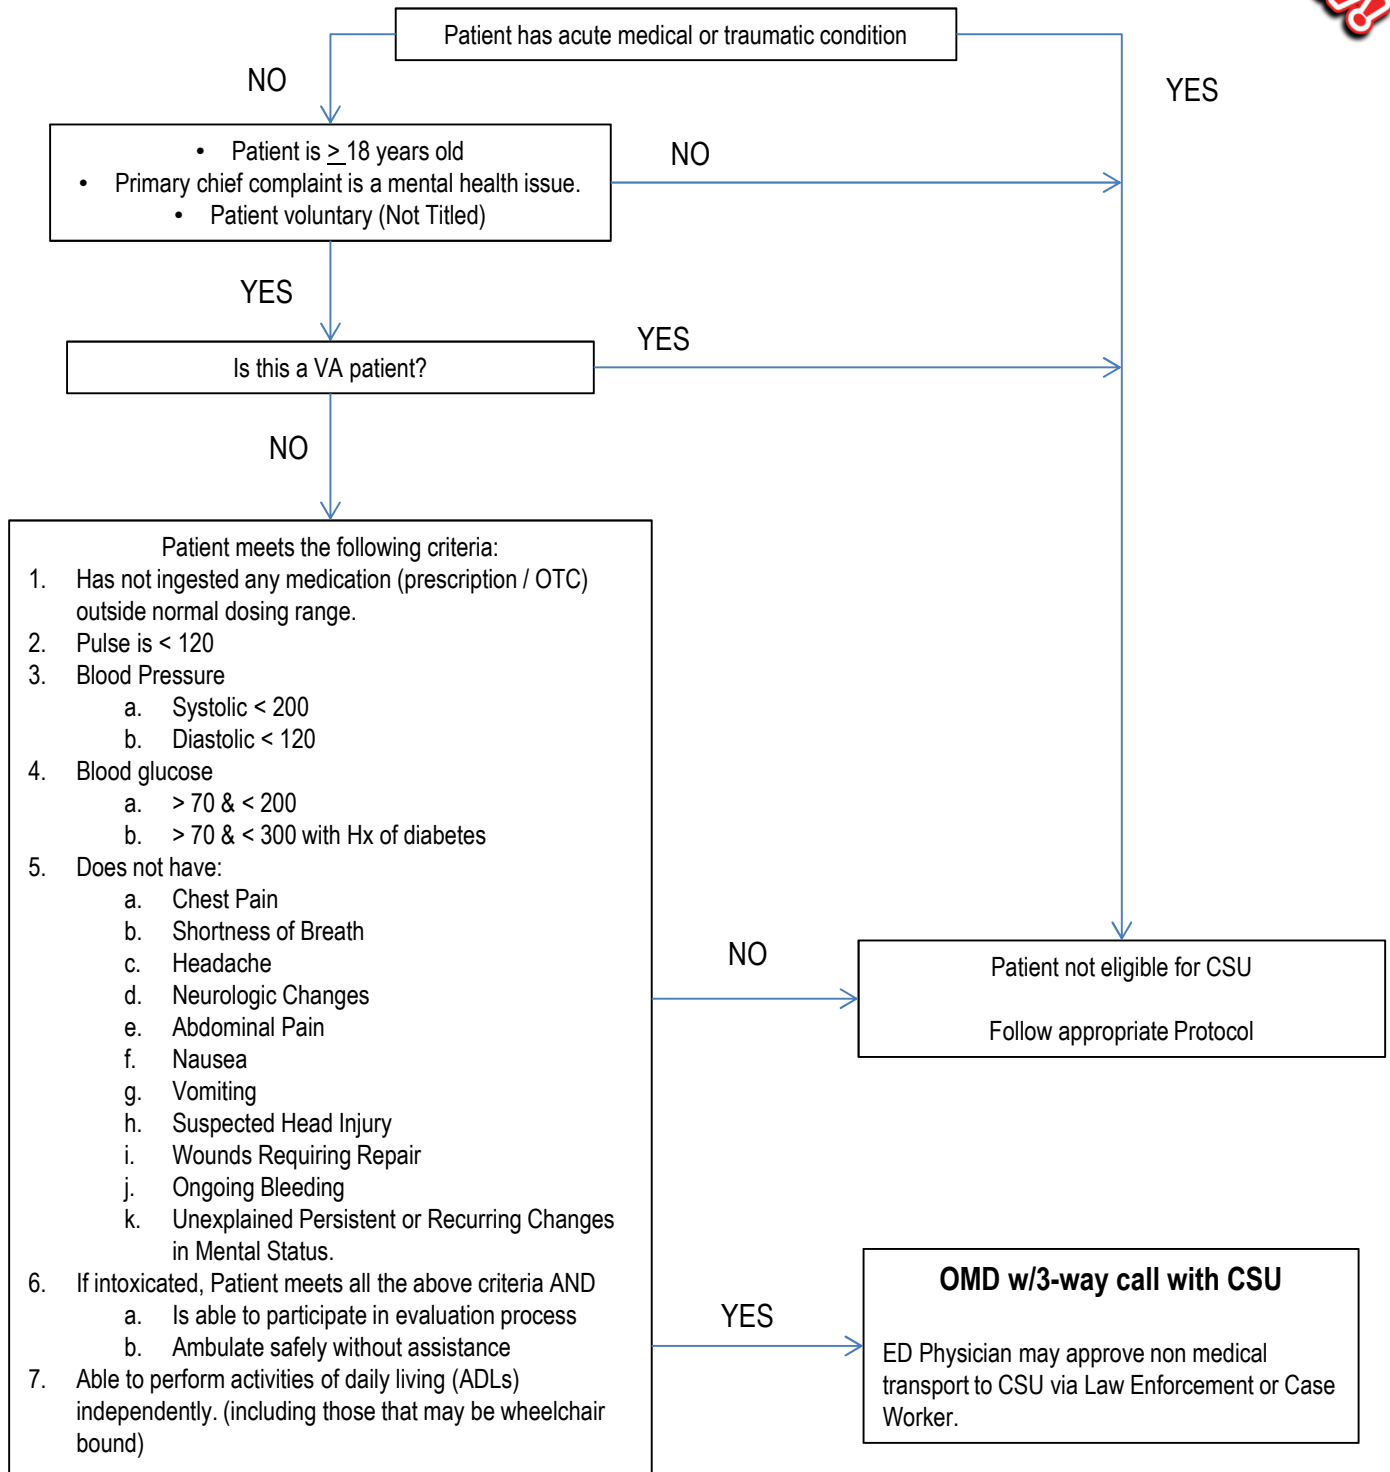 Patient has acute medical or traumatic condition
NO
YES
• Patient is > 18 years old
• Primary chief complaint is a mental health issue.
• Patient voluntary (Not Titled)
NO
YES
Is this a VA patient?
YES
NO
Patient meets the following criteria:
1. Has not ingested any medication (prescription / OTC)
outside normal dosing range.
2. Pulse is < 120
3. Blood Pressure
a. Systolic < 200
b. Diastolic < 120
4. Blood glucose
a. > 70 & < 200
b. > 70 & < 300 with Hx of diabetes
5. Does not have:
a. Chest Pain
b. Shortness of Breath
c. Headache
d. Neurologic Changes
e. Abdominal Pain
f. Nausea
g. Vomiting
h. Suspected Head Injury
i. Wounds Requiring Repair
j. Ongoing Bleeding
k. Unexplained Persistent or Recurring Changes
in Mental Status.
6. If intoxicated, Patient meets all the above criteria AND
a. Is able to participate in evaluation process
b. Ambulate safely without assistance
7. Able to perform activities of daily living (ADLs)
independently. (including those that may be wheelchair
bound)
NO
Patient not eligible for CSU
Follow appropriate Protocol
YES
OMD w/3-way call with CSU
ED Physician may approve non medical
transport to CSU via Law Enforcement or Case
Worker.